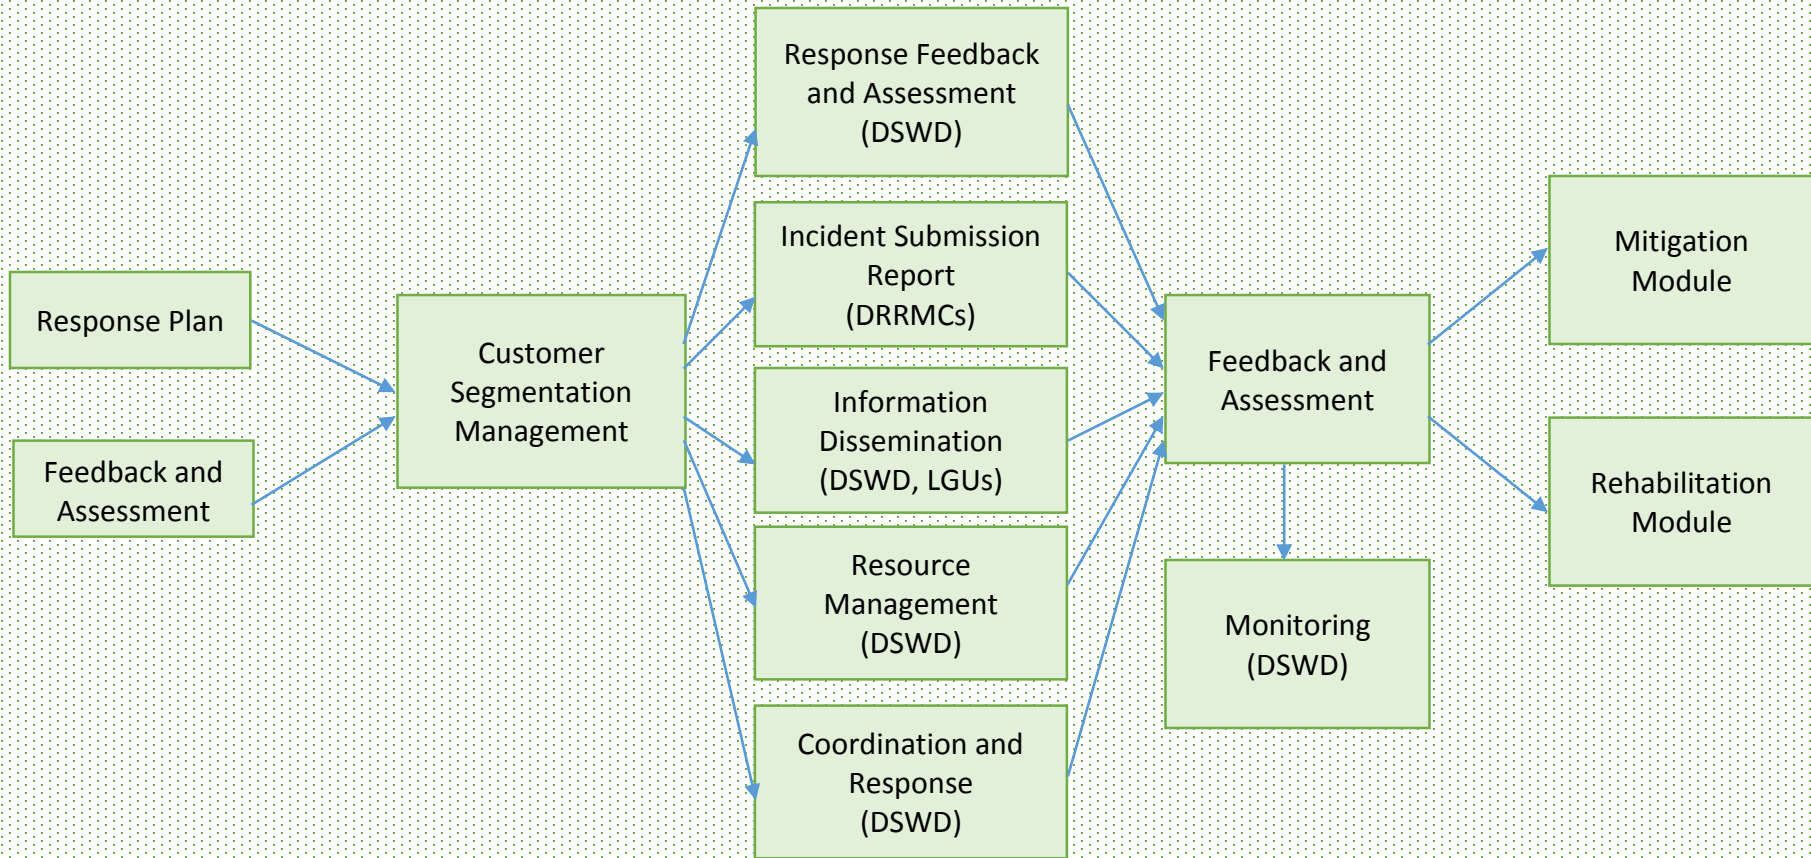 Response Plan
Feedback and
Assessment
Customer
Segmentation
Management
Response Feedback
and Assessment
(DSWD)
Incident Submission
Report
(DRRMCs)
Information
Dissemination
(DSWD, LGUs)
Resource
Management
(DSWD)
Coordination and
Response
(DSWD)
Feedback and
Assessment
Monitoring
(DSWD)
Mitigation
Module
Rehabilitation
Module